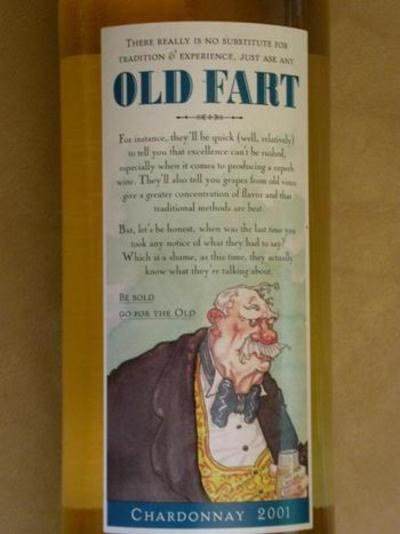 THERE REALLY IS NO SUBSTITUTE FOR
TRADITION & EXPERIENCE, JUST ASK ANY
OLD FART
For instance, they'll be quick (well, relatively)
to tell you that excellence can't be rushed,
especially when it comes to producing a superb
wine. They'll also tell you grapes from old vines
give a greater concentration of flavor and that
traditional methods are best.
But, let's be honest, when was the last time you
took any notice of what they had to say?
Which is a shame, as this time, they actually
know what they're talking about.
BE BOLD
GO FOR THE OLD
CHARDONNAY 2001